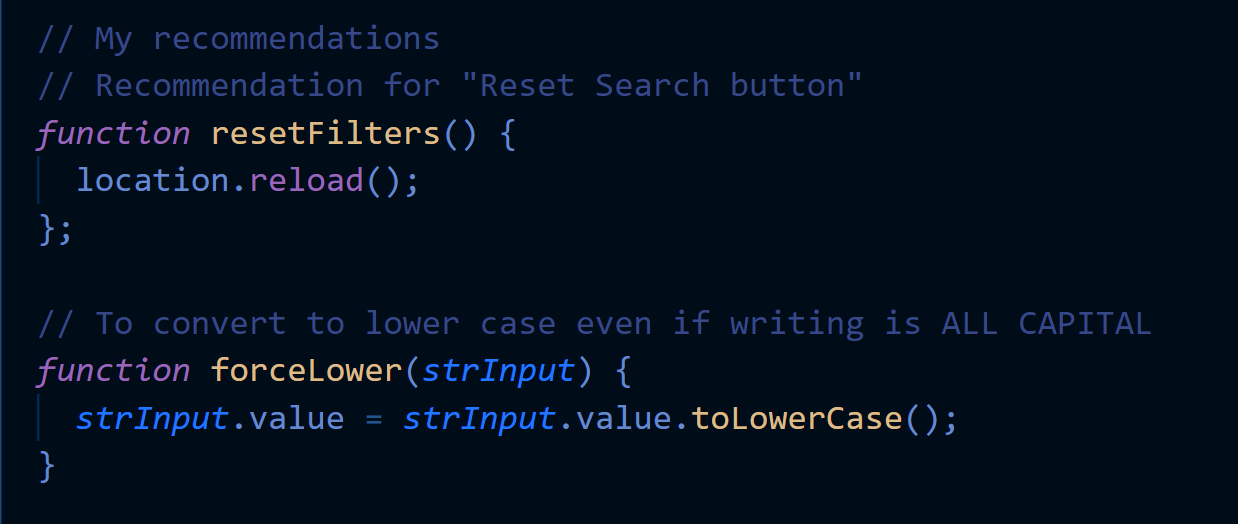 // My recommendations
// Recommendation for "Reset Search button"
function resetFilters() {
  location.reload();
};

// To convert to lower case even if writing is ALL CAPITAL
function forceLower(strInput) {
  strInput.value = strInput.value.toLowerCase();
}